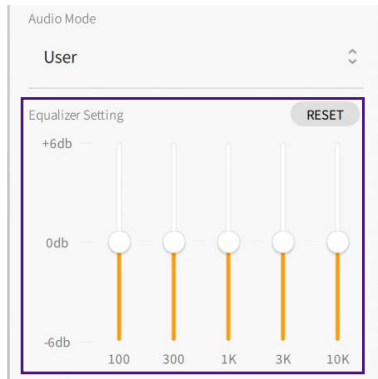 Audio Mode
User
Equalizer Setting RESET
+6db
0db
-6db
100 300 1K 3K 10K